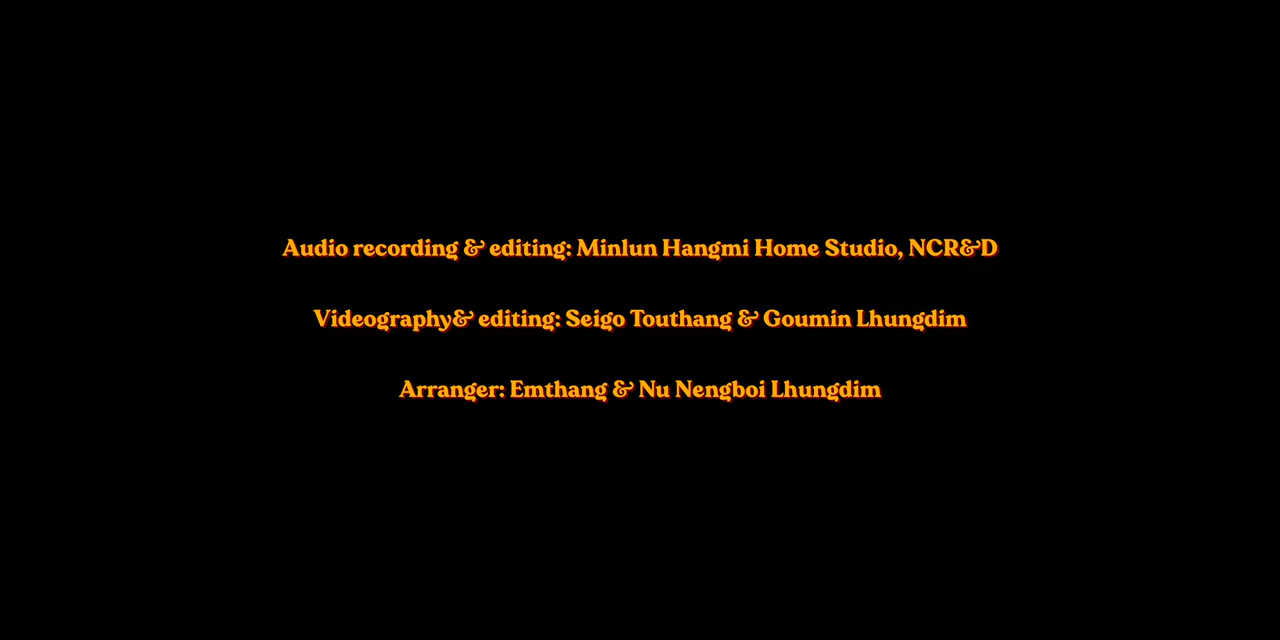 Audio recording & editing: Minlun Hangmi Home Studio, NCR&D
Videography& editing: Seigo Touthang & Goumin Lhungdim
Arranger: Emthang & Nu Nengboi Lhungdim